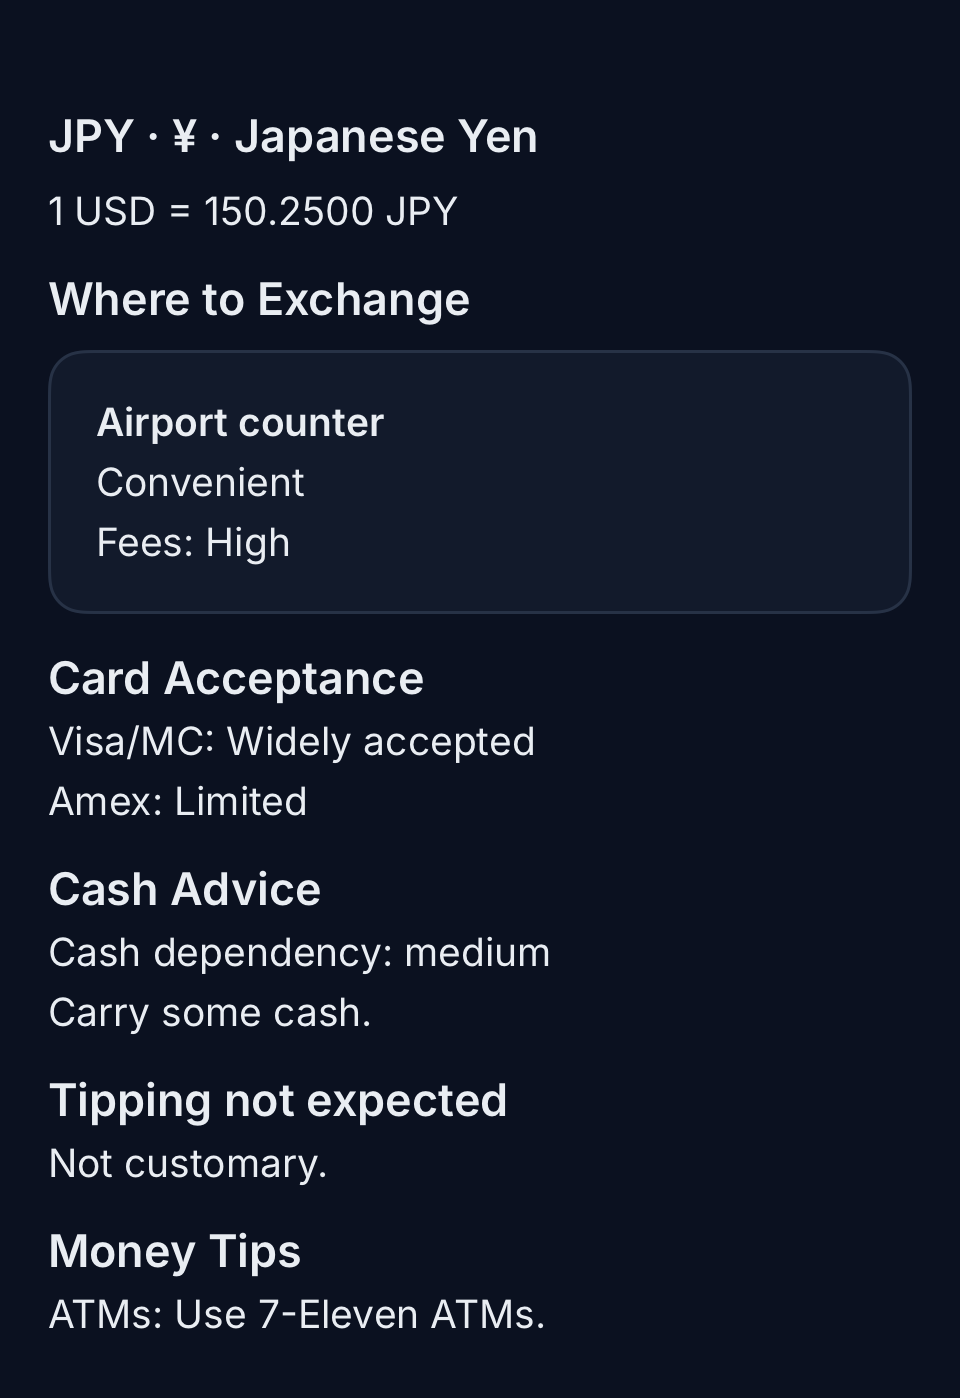 JPY · ¥ · Japanese Yen
1 USD = 150.2500 JPY
Where to Exchange
Airport counter
Convenient
Fees: High
Card Acceptance
Visa/MC: Widely accepted
Amex: Limited
Cash Advice
Cash dependency: medium
Carry some cash.
Tipping not expected
Not customary.
Money Tips
ATMs: Use 7-Eleven ATMs.